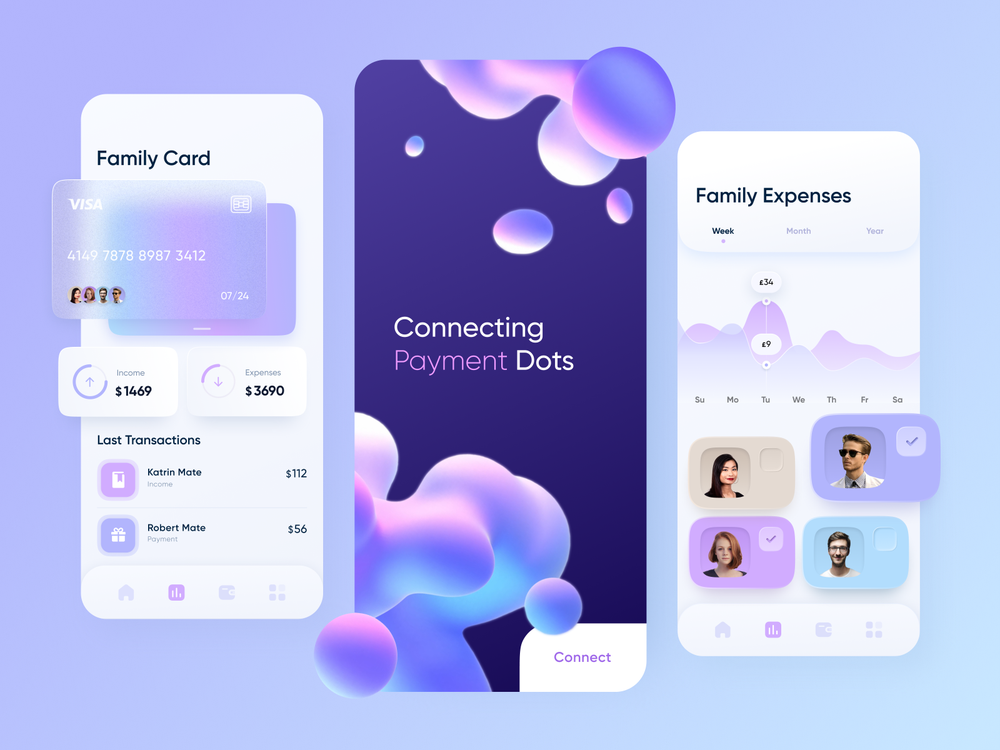 Family Card
VISA
4149 7878 8987 3412
07/24
Income
$1469
Expenses
$3690
Last Transactions
Katrin Mate
$112
Income
Robert Mate
$56
Payment
Connecting
Payment Dots
Connect
Family Expenses
Week Month Year
£34
£9
Su Mo Tu We Th Fr Sa